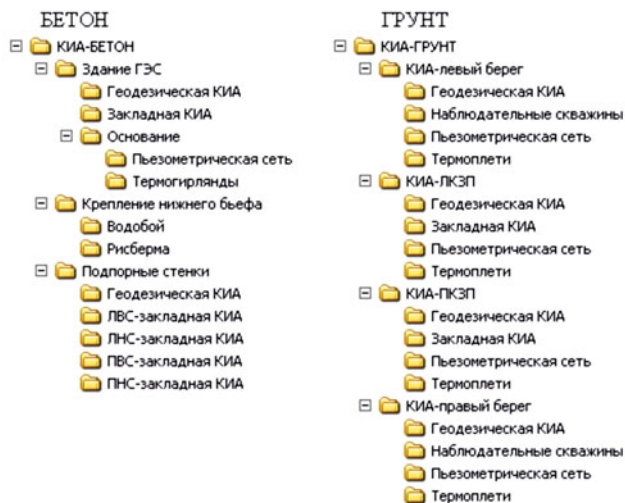 БЕТОН
КИА-БЕТОН
Здание ГЭС
Геодезическая КИА
Закладная КИА
Основание
Пьезометрическая сеть
Термогирлянды
Крепление нижнего бьефа
Водобой
Рисберма
Подпорные стенки
Геодезическая КИА
ЛВС-закладная КИА
ЛНС-закладная КИА
ПВС-закладная КИА
ПНС-закладная КИА
ГРУНТ
КИА-ГРУНТ
КИА-левый берег
Геодезическая КИА
Наблюдательные скважины
Пьезометрическая сеть
Термоплети
КИА-ЛКЗП
Геодезическая КИА
Закладная КИА
Пьезометрическая сеть
Термоплети
КИА-ПКЗП
Геодезическая КИА
Закладная КИА
Пьезометрическая сеть
Термоплети
КИА-правый берег
Геодезическая КИА
Наблюдательные скважины
Пьезометрическая сеть
Термоплети